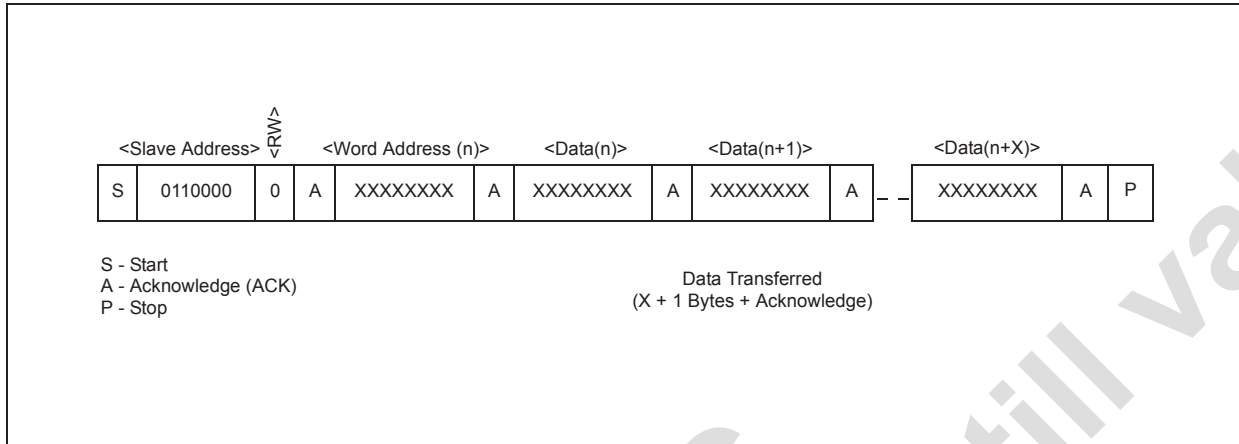 <Slave Address> <RW> <Word Address (n)> <Data(n)> <Data(n+1)> <Data(n+X)>
S 0110000 0 A XXXXXXXX A XXXXXXXX A XXXXXXXX A XXXXXXXX A P
S - Start
A - Acknowledge (ACK)
P - Stop
Data Transferred
(X + 1 Bytes + Acknowledge)
still